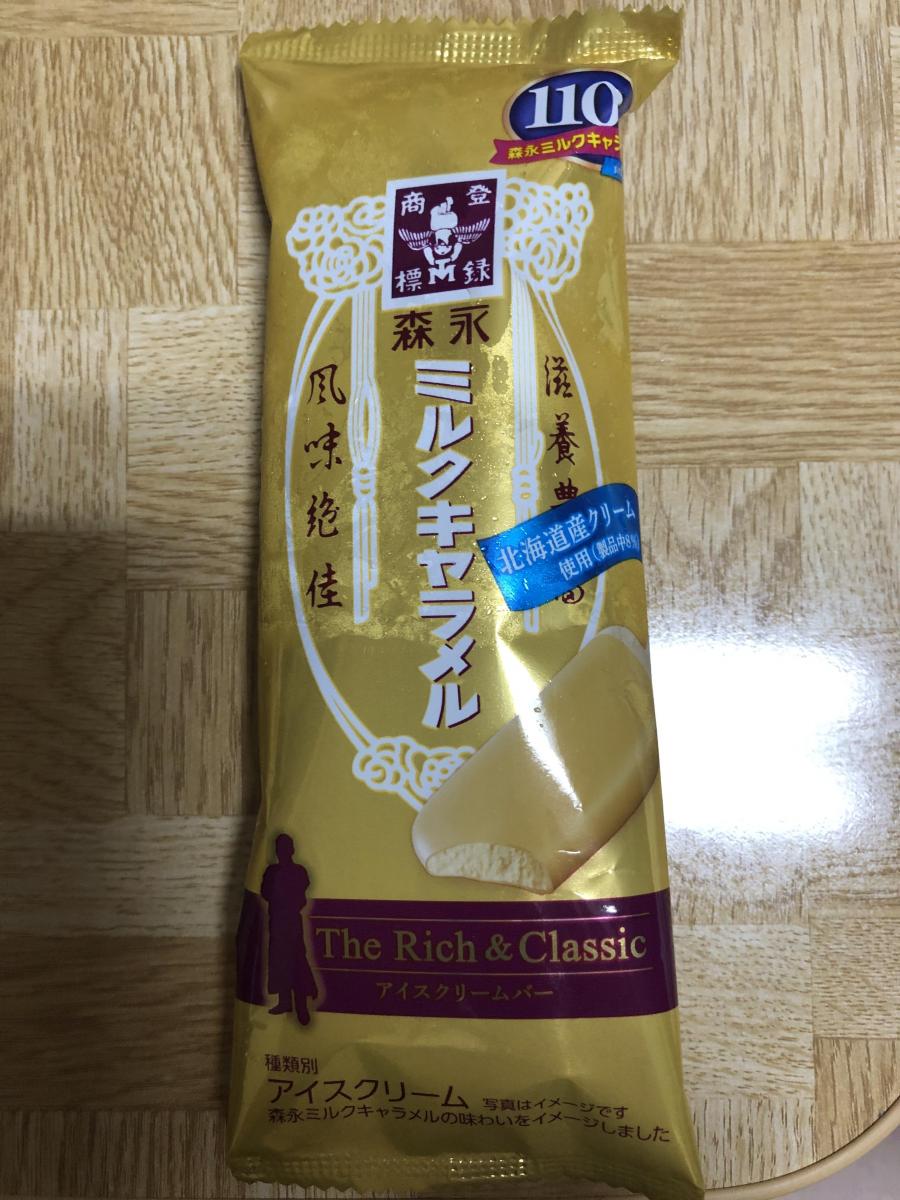 110
森永ミルクキャラ
商登
標録
森永
ミルクキャラメル
滋養
風味絶佳
北海道産クリーム
使用(製品中8%)
The Rich & Classic
アイスクリームバー
種類別
アイスクリーム 写真はイメージです
森永ミルクキャラメルの味わいをイメージしました